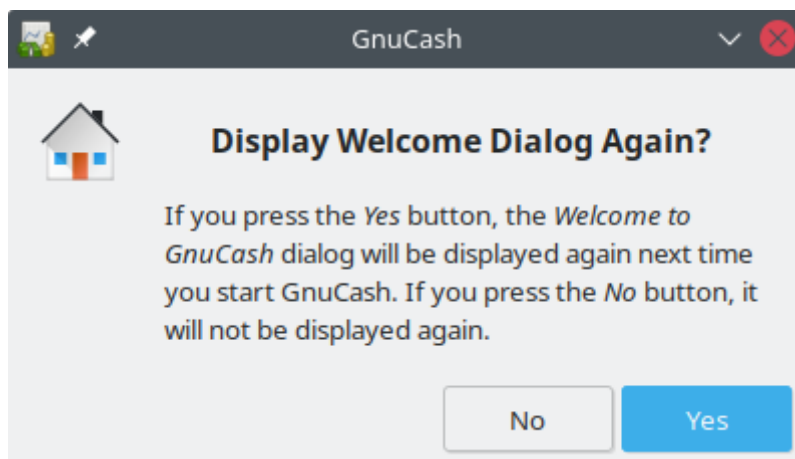 GnuCash
Display Welcome Dialog Again?
If you press the Yes button, the Welcome to
GnuCash dialog will be displayed again next time
you start GnuCash. If you press the No button, it
will not be displayed again.
No
Yes